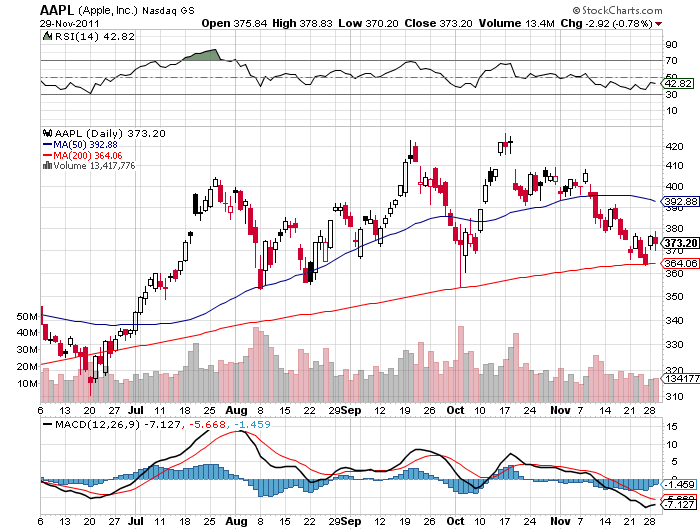 AAPL (Apple, Inc.) Nasdaq GS © StockCharts.com
29-Nov-2011 Open 375.84 High 378.83 Low 370.20 Close 373.20 Volume 13.4M Chg -2.92 (-0.78%)
RSI(14) 42.82
90
70
50
42.82
30
10
AAPL (Daily) 373.20
MA(50) 392.88
MA(200) 364.06
Volume 13,417,776
420
410
400
392.88
380
373.20
370
364.06
360
350
340
330
320
134177
310
50M
40M
30M
20M
10M
6 13 20 27 Jul 11 18 25 Aug 8 15 22 29 Sep 12 19 26 Oct 10 17 24 Nov 7 14 21 28
MACD(12,26,9) -7.127, -5.668, -1.459
15
10
5
0
-1.459
-7.127
6 13 20 27 Jul 11 18 25 Aug 8 15 22 29 Sep 12 19 26 Oct 10 17 24 Nov 7 14 21 28